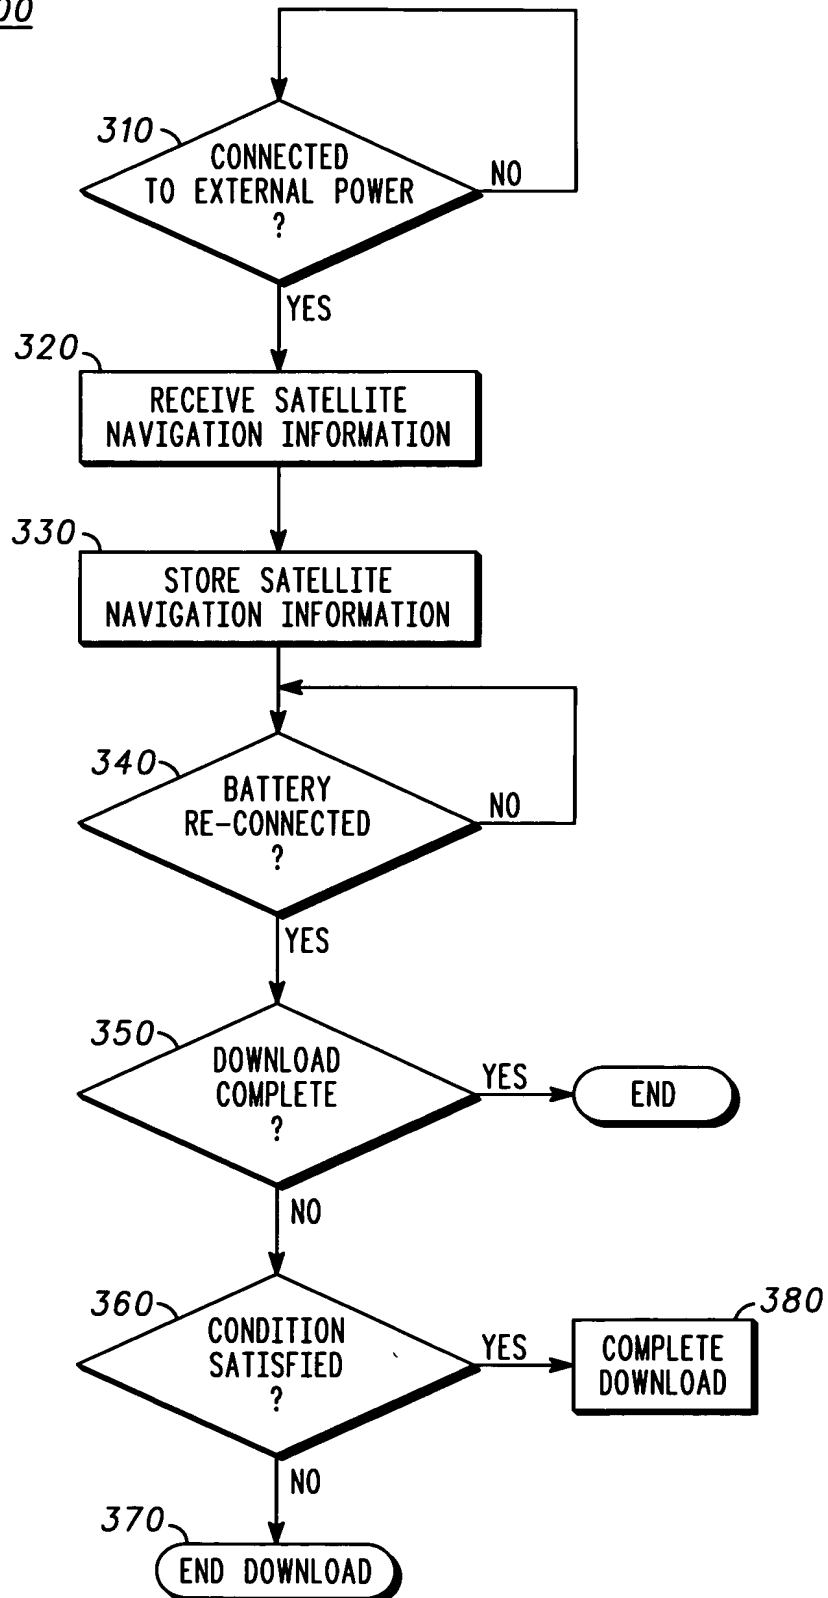 00
310
CONNECTED
TO EXTERNAL POWER
?
NO
YES
320
RECEIVE SATELLITE
NAVIGATION INFORMATION
330
STORE SATELLITE
NAVIGATION INFORMATION
340
BATTERY
RE-CONNECTED
?
NO
YES
350
DOWNLOAD
COMPLETE
?
YES
END
NO
360
CONDITION
SATISFIED
?
YES
380
COMPLETE
DOWNLOAD
NO
370
END DOWNLOAD